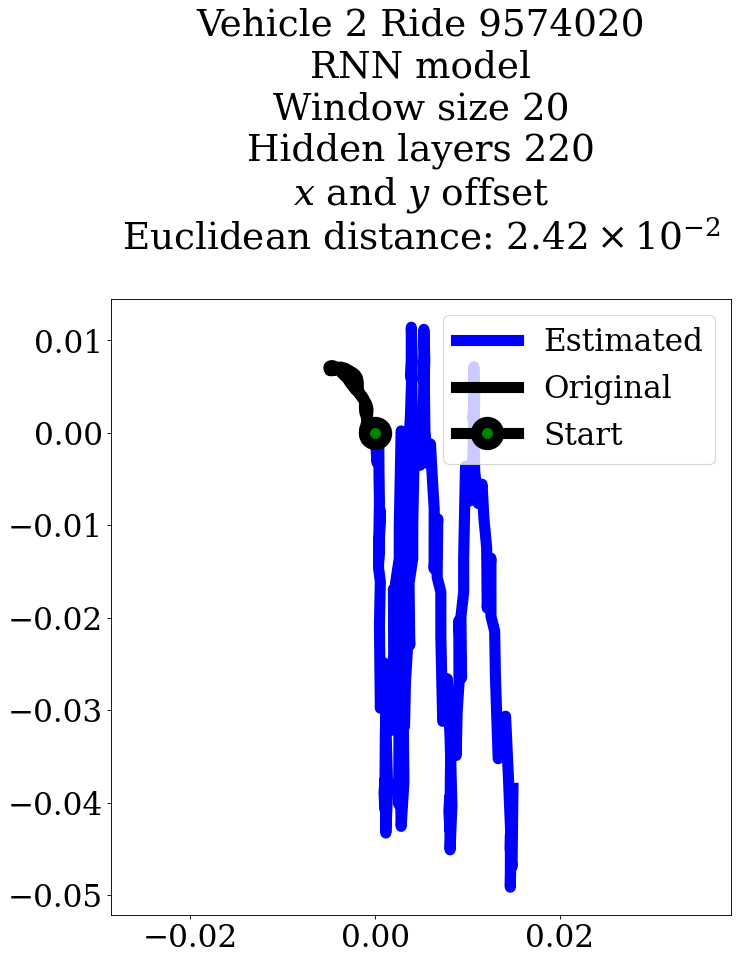 Vehicle 2 Ride 9574020
RNN model
Window size 20
Hidden layers 220
x and y offset
Euclidean distance: 2.42 × 10⁻²
Estimated
Original
Start
0.01
0.00
−0.01
−0.02
−0.03
−0.04
−0.05
−0.02 0.00 0.02